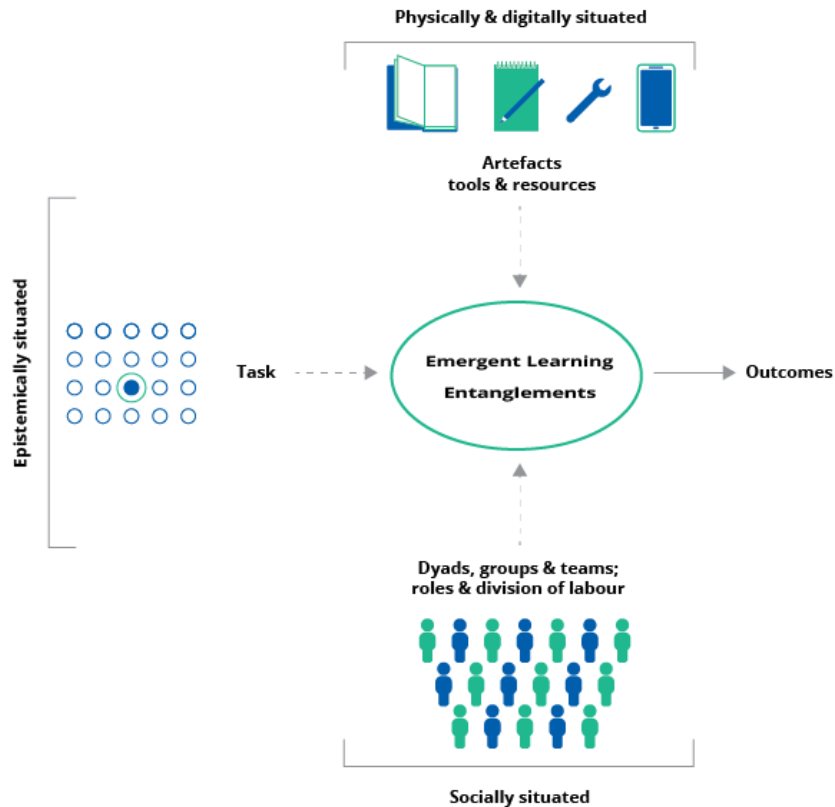 Physically & digitally situated
Artefacts
tools & resources
Epistemically situated
Task
Emergent Learning
Entanglements
Outcomes
Dyads, groups & teams;
roles & division of labour
Socially situated